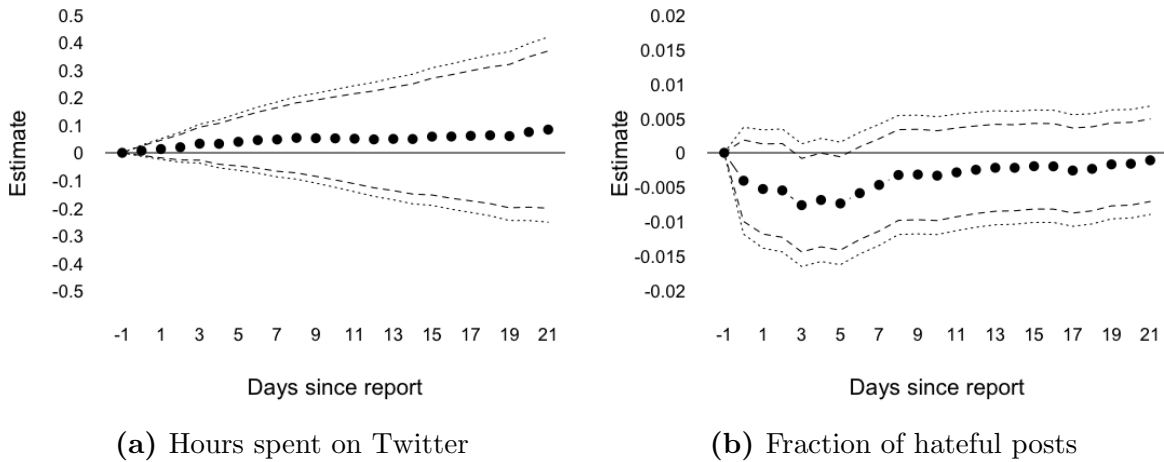 Estimate
0.5
0.4
0.3
0.2
0.1
0
-0.1
-0.2
-0.3
-0.4
-0.5
-1 1 3 5 7 9 11 13 15 17 19 21
Days since report
(a) Hours spent on Twitter
Estimate
0.02
0.015
0.01
0.005
0
-0.005
-0.01
-0.015
-0.02
-1 1 3 5 7 9 11 13 15 17 19 21
Days since report
(b) Fraction of hateful posts